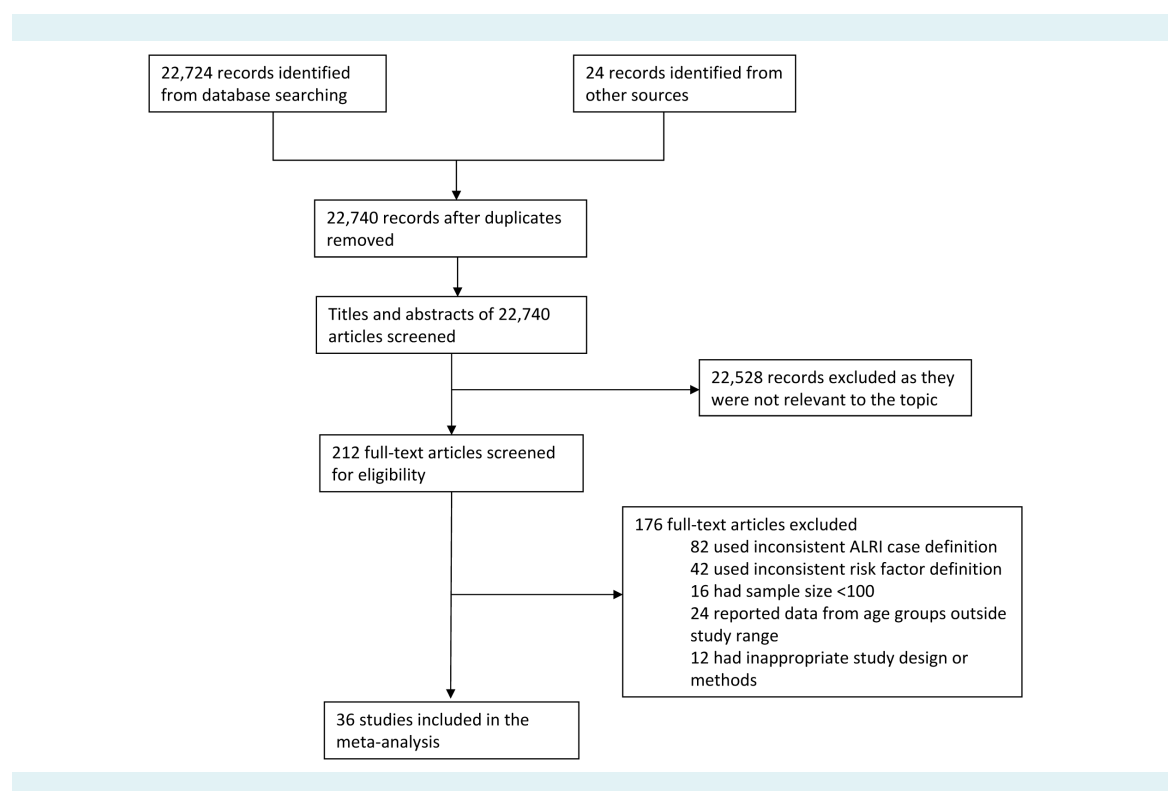 22,724 records identified
from database searching
24 records identified from
other sources
22,740 records after duplicates
removed
Titles and abstracts of 22,740
articles screened
22,528 records excluded as they
were not relevant to the topic
212 full-text articles screened
for eligibility
176 full-text articles excluded
82 used inconsistent ALRI case definition
42 used inconsistent risk factor definition
16 had sample size <100
24 reported data from age groups outside
study range
12 had inappropriate study design or
methods
36 studies included in the
meta-analysis